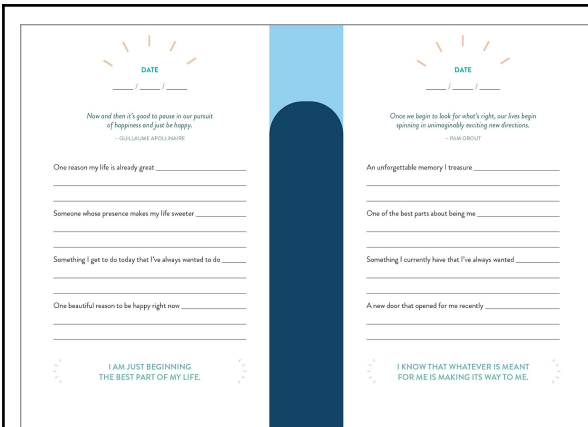 DATE
____ / ____ / ____
Now and then it's good to pause in our pursuit
of happiness and just be happy.
– GUILLAUME APOLLINAIRE
One reason my life is already great
Someone whose presence makes my life sweeter
Something I get to do today that I've always wanted to do
One beautiful reason to be happy right now
I AM JUST BEGINNING
THE BEST PART OF MY LIFE.
DATE
____ / ____ / ____
Once we begin to look for what's right, our lives begin
spinning in unimaginably exciting new directions.
– PAM GROUT
An unforgettable memory I treasure
One of the best parts about being me
Something I currently have that I've always wanted
A new door that opened for me recently
I KNOW THAT WHATEVER IS MEANT
FOR ME IS MAKING ITS WAY TO ME.